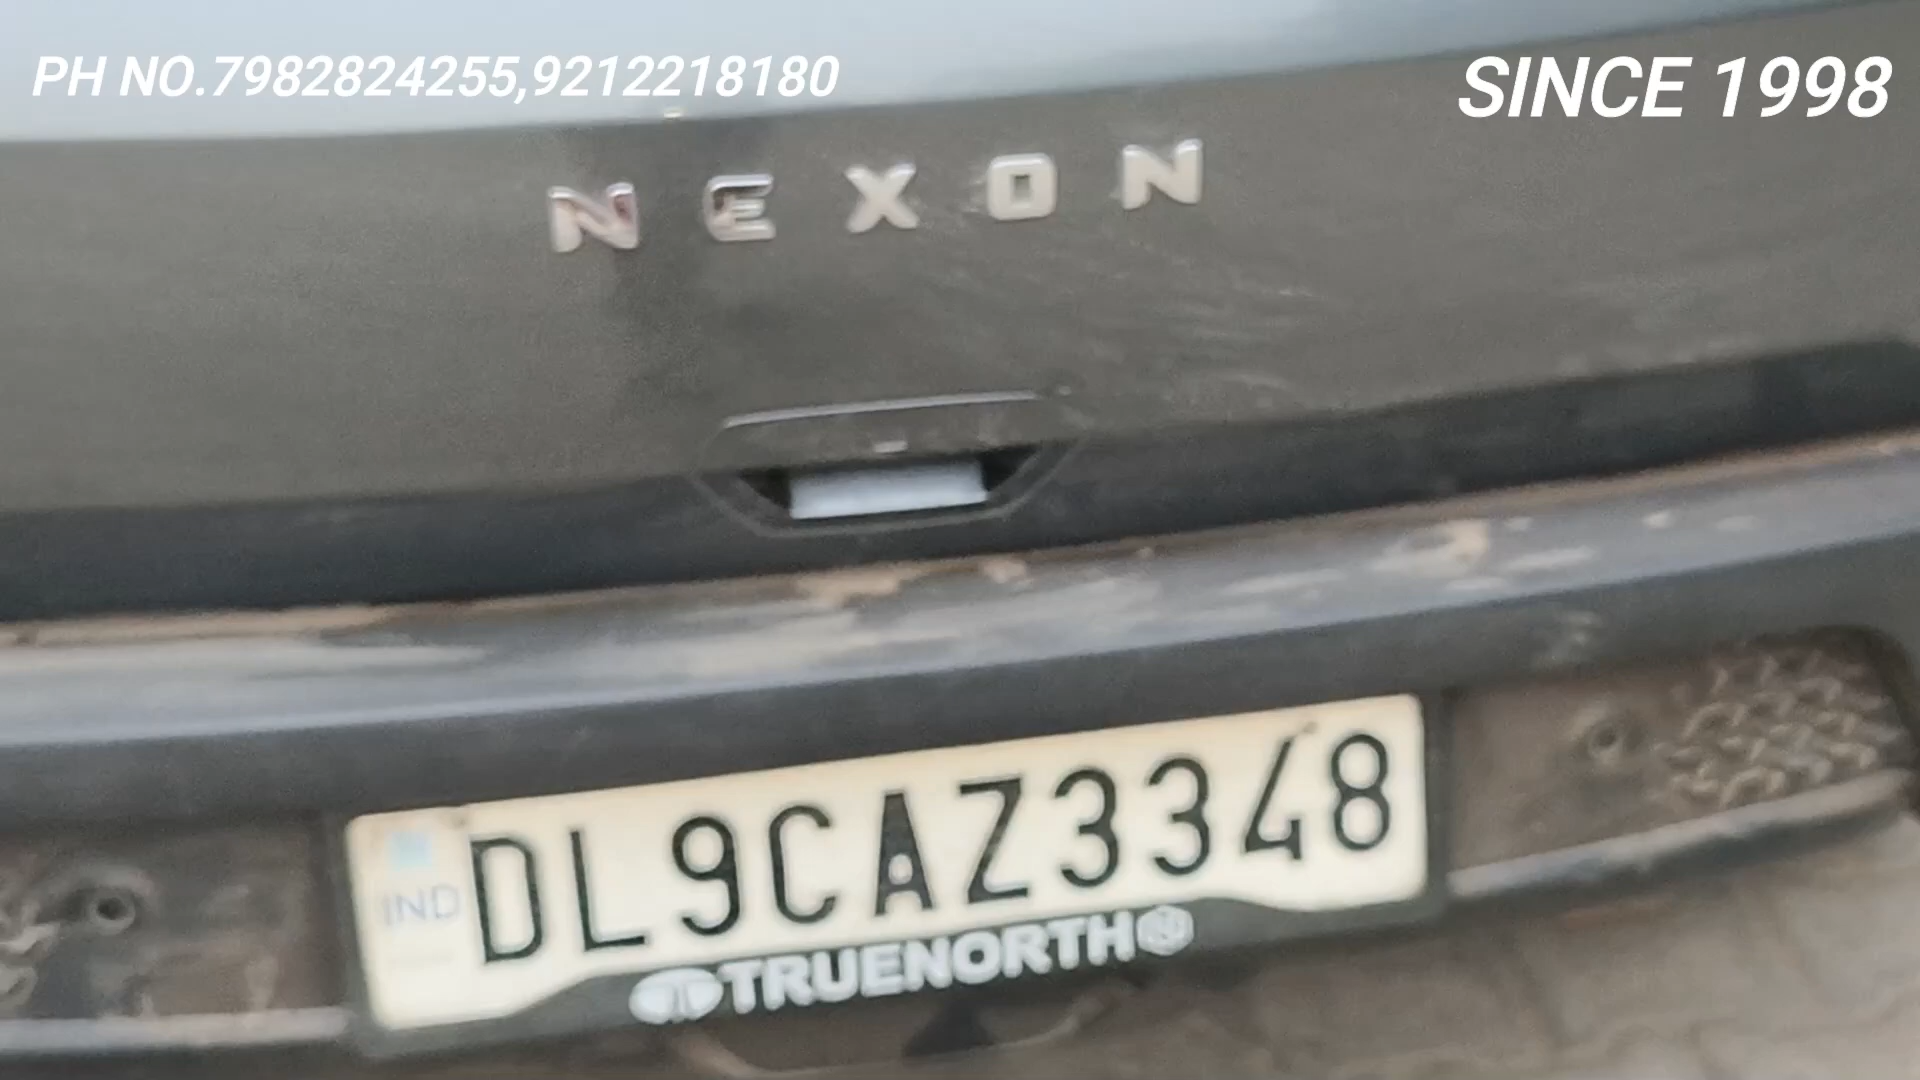 PH NO.7982824255,9212218180
SINCE 1998
NEXON
IND
DL9CAZ3348
TRUENORTH